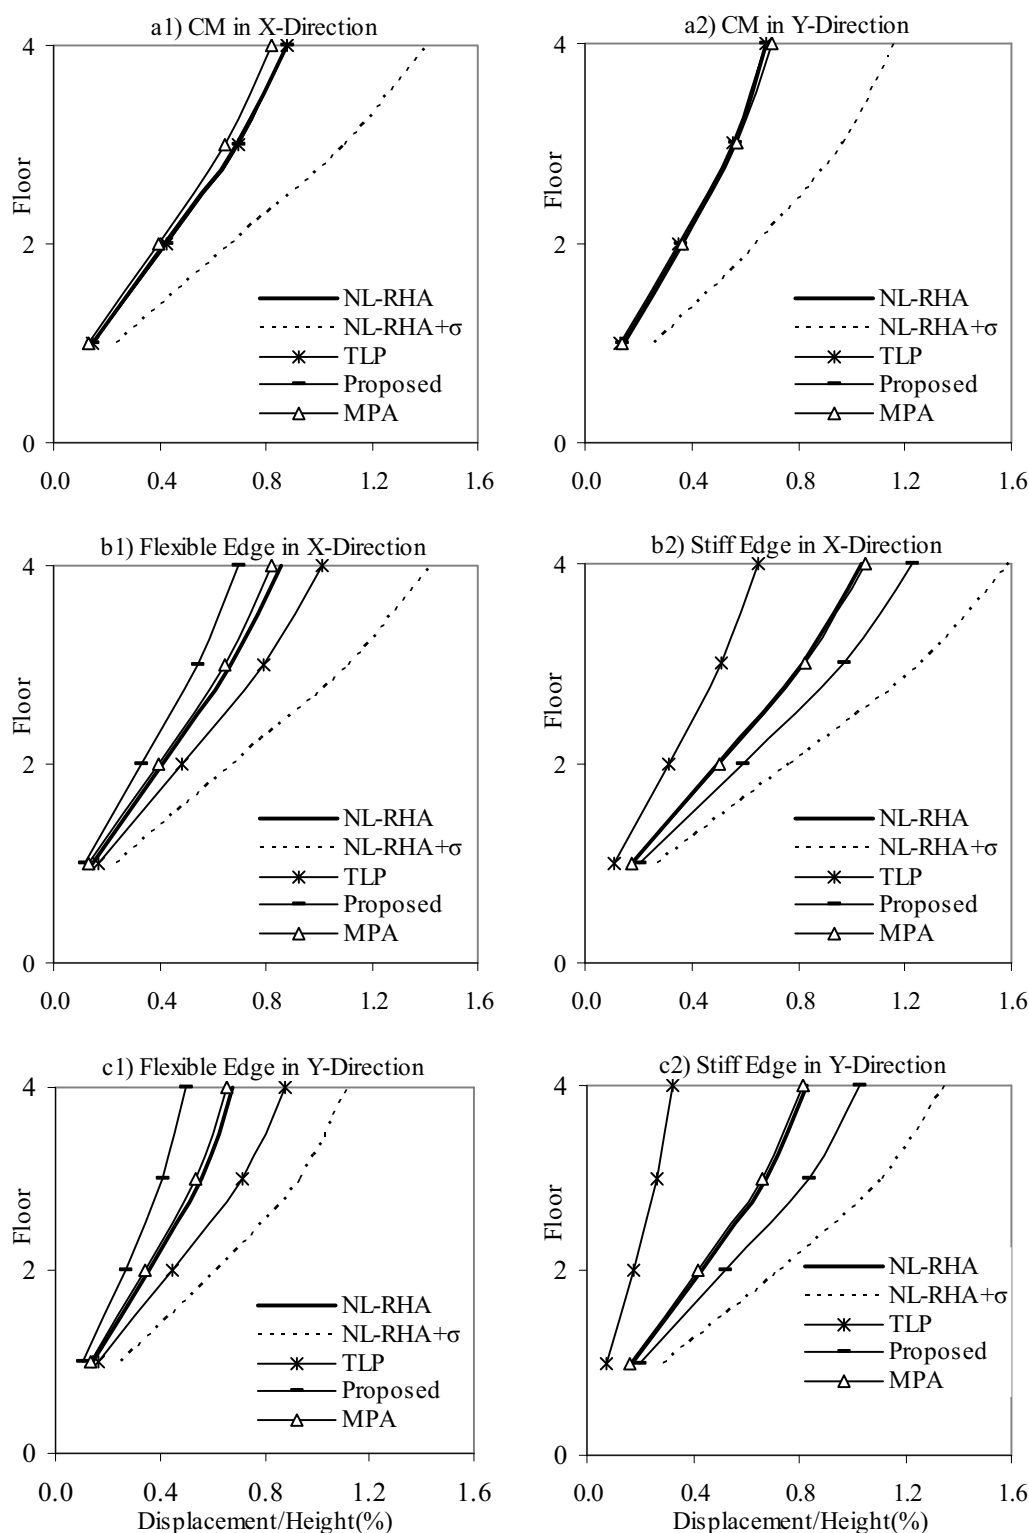 a1) CM in X-Direction
4
2
0
Floor
0.0 0.4 0.8 1.2 1.6
NL-RHA
NL-RHA+σ
TLP
Proposed
MPA
a2) CM in Y-Direction
4
2
0
Floor
0.0 0.4 0.8 1.2 1.6
NL-RHA
NL-RHA+σ
TLP
Proposed
MPA
b1) Flexible Edge in X-Direction
4
2
0
Floor
0.0 0.4 0.8 1.2 1.6
NL-RHA
NL-RHA+σ
TLP
Proposed
MPA
b2) Stiff Edge in X-Direction
4
2
0
Floor
0.0 0.4 0.8 1.2 1.6
NL-RHA
NL-RHA+σ
TLP
Proposed
MPA
c1) Flexible Edge in Y-Direction
4
2
0
Floor
0.0 0.4 0.8 1.2 1.6
Displacement/Height(%)
NL-RHA
NL-RHA+σ
TLP
Proposed
MPA
c2) Stiff Edge in Y-Direction
4
2
0
Floor
0.0 0.4 0.8 1.2 1.6
Displacement/Height(%)
NL-RHA
NL-RHA+σ
TLP
Proposed
MPA